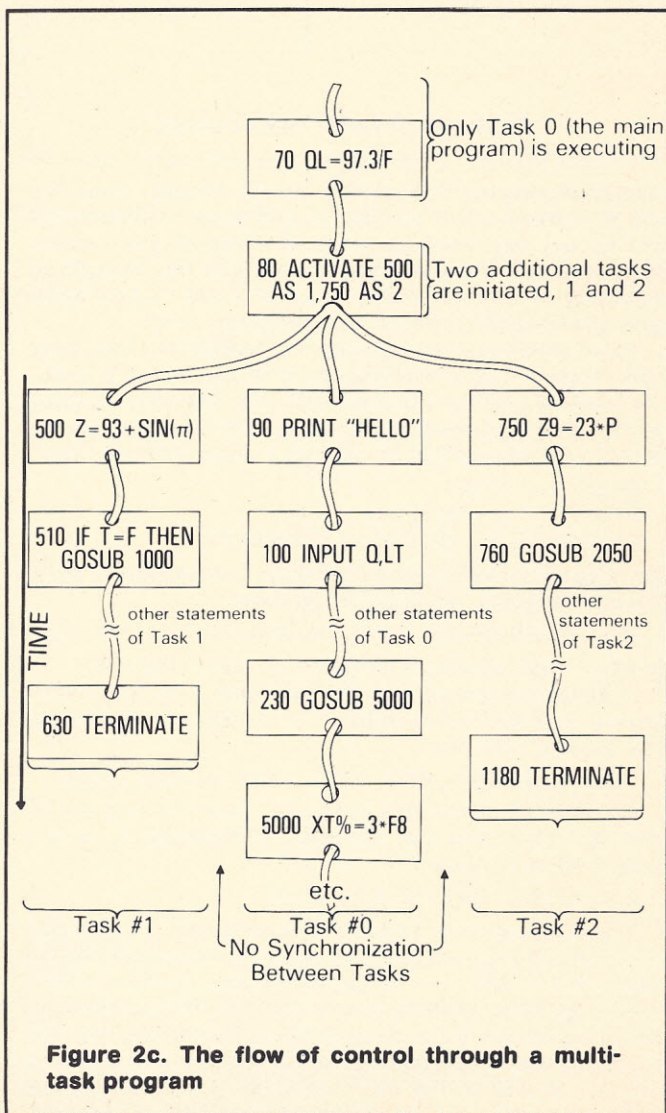 70 QL=97.3/F
Only Task 0 (the main
program) is executing
80 ACTIVATE 500
AS 1,750 AS 2
Two additional tasks
are initiated, 1 and 2
TIME
500 Z=93+SIN(π)
510 IF T=F THEN
GOSUB 1000
other statements
of Task 1
630 TERMINATE
Task #1
90 PRINT "HELLO"
100 INPUT Q,LT
other statements
of Task 0
230 GOSUB 5000
5000 XT%=3*F8
etc.
Task #0
750 Z9=23*P
760 GOSUB 2050
other
statements
of Task2
1180 TERMINATE
Task #2
No Synchronization
Between Tasks
Figure 2c. The flow of control through a multi-
task program